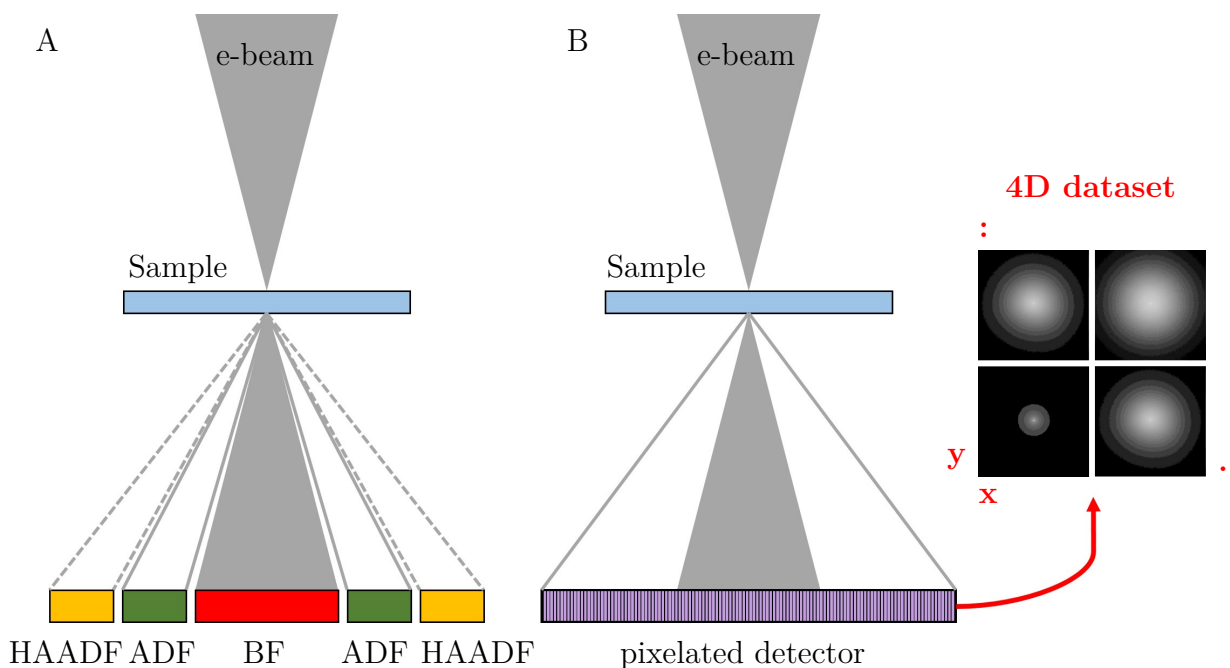 A
e-beam
Sample
HAADF ADF BF ADF HAADF
B
e-beam
Sample
pixelated detector
4D dataset
:
y
x
.